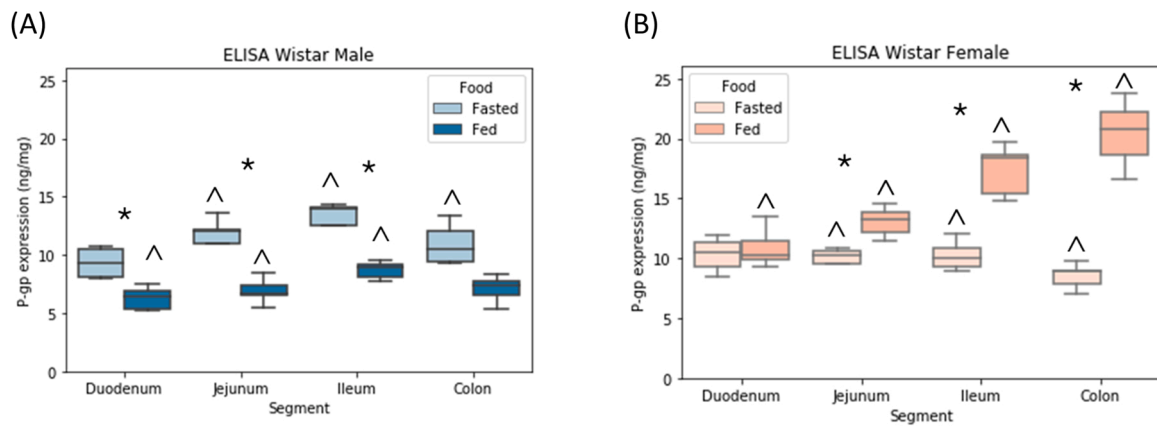 (A)
ELISA Wistar Male
P-gp expression (ng/mg)
25
20
15
10
5
0
Food
Fasted
Fed
*
*
*
^
^
^
^
^
^
Duodenum
Jejunum
Ileum
Colon
Segment
(B)
ELISA Wistar Female
P-gp expression (ng/mg)
25
20
15
10
5
0
Food
Fasted
Fed
*
*
*
^
^
^
^
^
^
^
Duodenum
Jejunum
Ileum
Colon
Segment